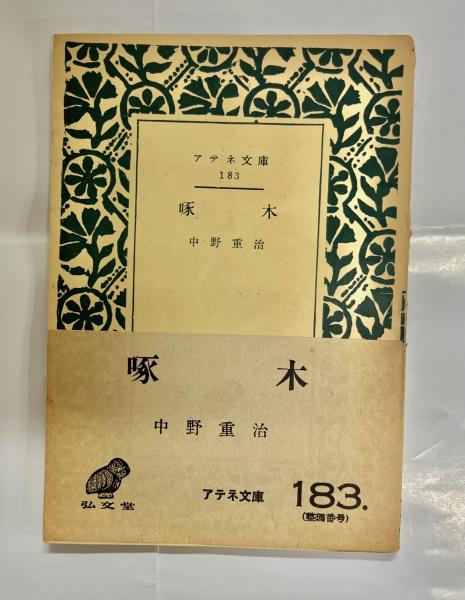 アテネ文庫
183
啄木
中野重治
啄木
中野重治
弘文堂
アテネ文庫
183.
(整理番号)